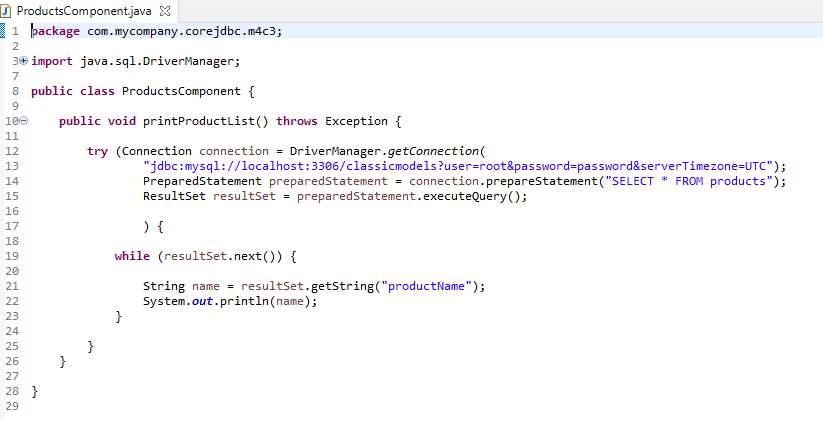 ProductsComponent.java
1 package com.mycompany.corejdbc.m4c3;
2
3 import java.sql.DriverManager;
7
8 public class ProductsComponent {
9
10 public void printProductList() throws Exception {
11
12 try (Connection connection = DriverManager.getConnection(
13 "jdbc:mysql://localhost:3306/classicmodels?user=root&password=password&serverTimezone=UTC");
14 PreparedStatement preparedStatement = connection.prepareStatement("SELECT * FROM products");
15 ResultSet resultSet = preparedStatement.executeQuery();
16
17 ) {
18
19 while (resultSet.next()) {
20
21 String name = resultSet.getString("productName");
22 System.out.println(name);
23 }
24
25 }
26 }
27
28 }
29